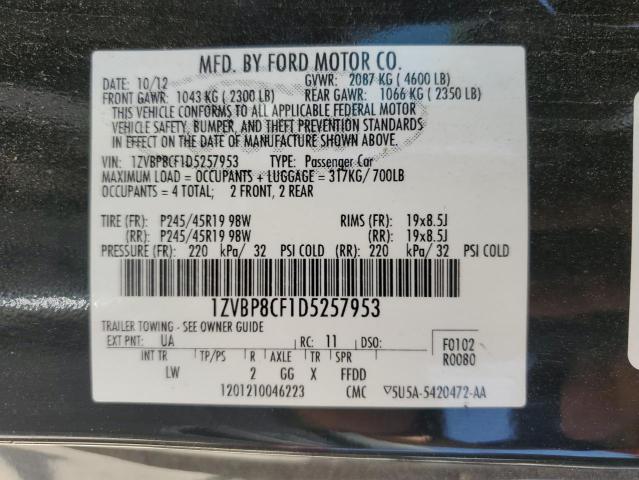 MFD. BY FORD MOTOR CO.
DATE: 10/12 GVWR: 2087 KG ( 4600 LB)
FRONT GAWR: 1043 KG ( 2300 LB) REAR GAWR: 1066 KG ( 2350 LB)
THIS VEHICLE CONFORMS TO ALL APPLICABLE FEDERAL MOTOR
VEHICLE SAFETY, BUMPER, AND THEFT PREVENTION STANDARDS
IN EFFECT ON THE DATE OF MANUFACTURE SHOWN ABOVE.
VIN: 1ZVBP8CF1D5257953 TYPE: Passenger Car
MAXIMUM LOAD = OCCUPANTS + LUGGAGE = 317KG/ 700LB
OCCUPANTS = 4 TOTAL; 2 FRONT, 2 REAR
TIRE (FR): P245/45R19 98W RIMS (FR): 19x8.5J
(RR): P245/45R19 98W (RR): 19x8.5J
PRESSURE (FR): 220 kPa/ 32 PSI COLD (RR): 220 kPa/ 32 PSI COLD
1ZVBP8CF1D5257953
TRAILER TOWING - SEE OWNER GUIDE
EXT PNT: UA RC: 11 DSO: F0102
INT TR TP/PS R AXLE TR SPR R0080
LW 2 GG X FFDD
1201210046223 CMC ▽5U5A-5420472-AA